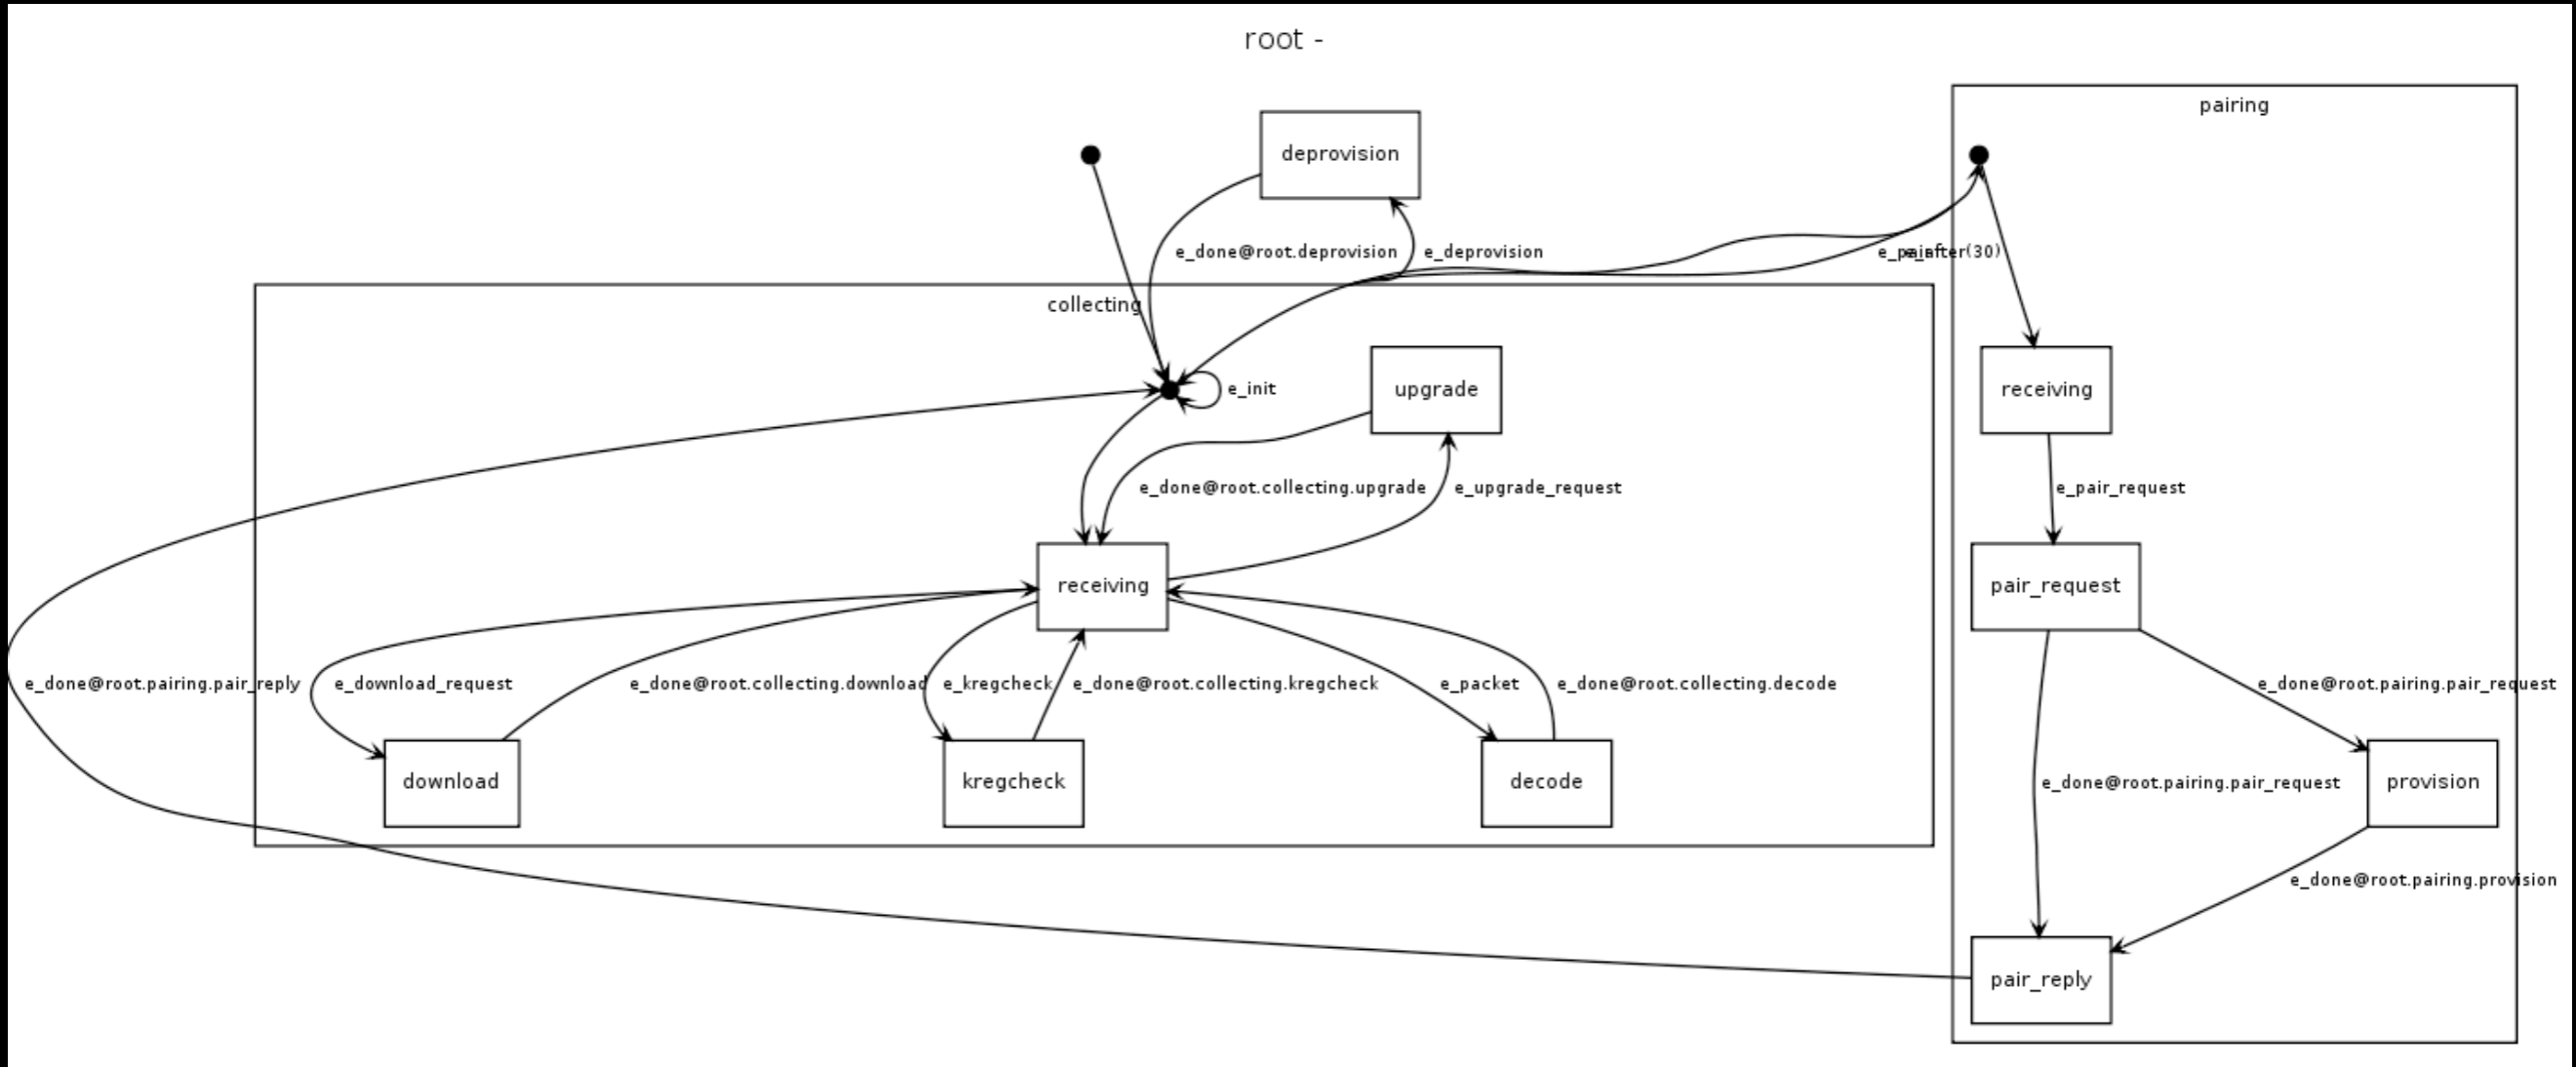 root -
pairing
deprovision
e_done@root.deprovision
e_deprovision
collecting
e_init
upgrade
receiving
e_done@root.collecting.upgrade
e_upgrade_request
e_pair_request
receiving
pair_request
e_done@root.pairing.pair_reply
e_download_request
e_done@root.collecting.download
e_kregcheck
e_done@root.collecting.kregcheck
e_packet
e_done@root.collecting.decode
e_done@root.pairing.pair_request
download
kregcheck
decode
e_done@root.pairing.pair_request
provision
e_done@root.pairing.provision
pair_reply